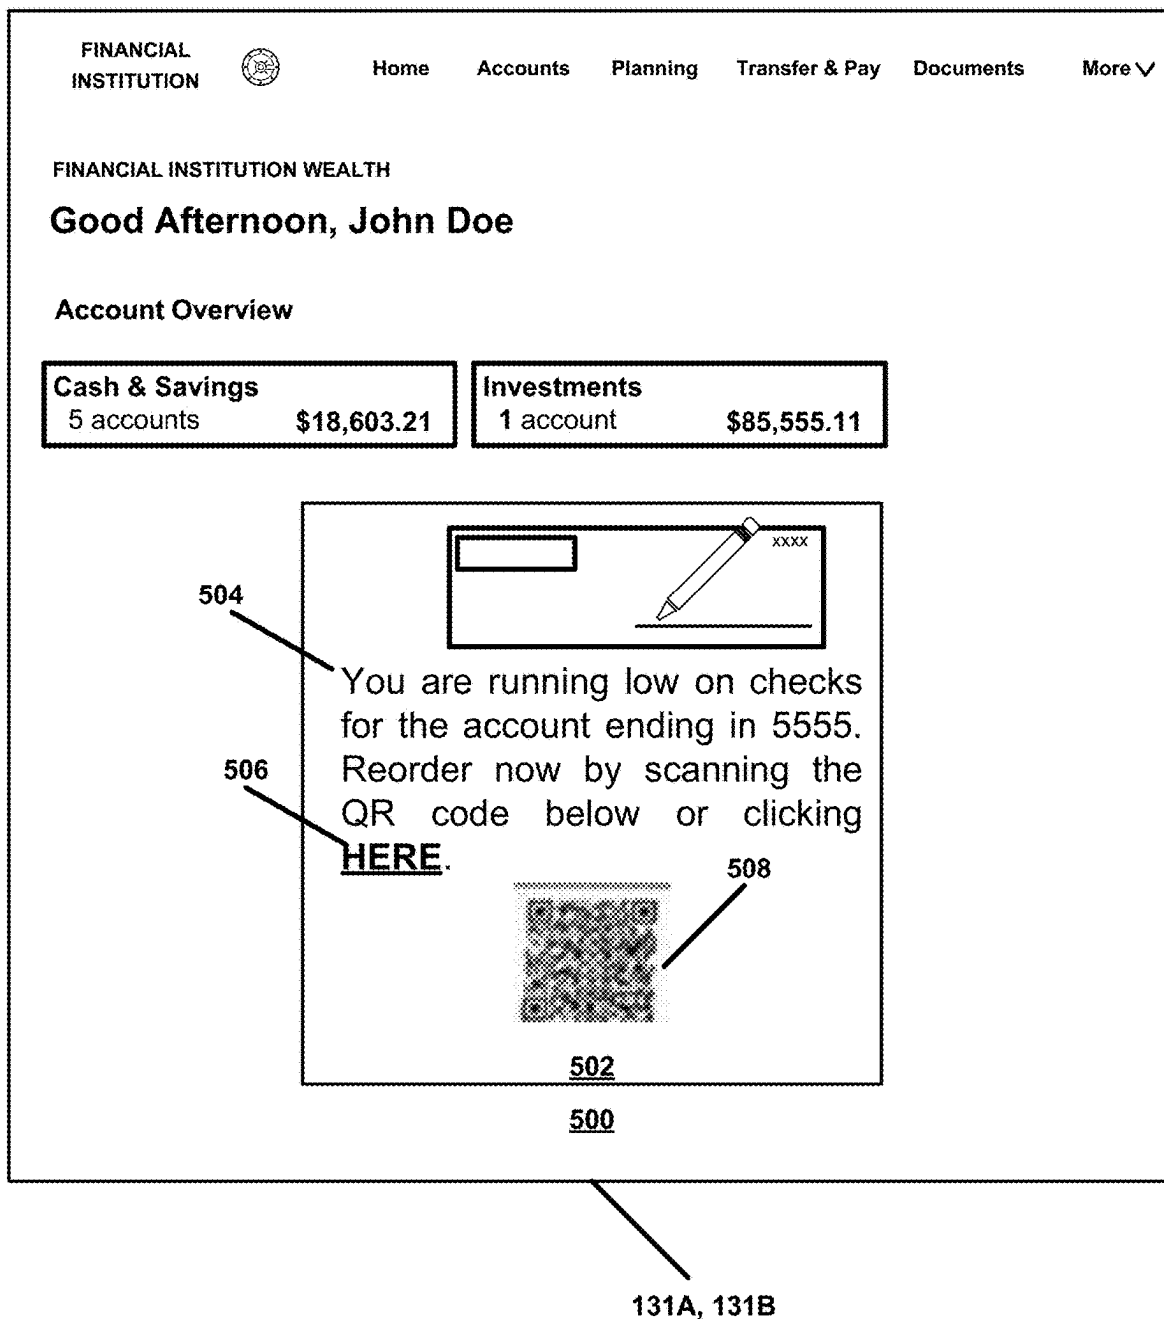 FINANCIAL
INSTITUTION
Home Accounts Planning Transfer & Pay Documents More
FINANCIAL INSTITUTION WEALTH
Good Afternoon, John Doe
Account Overview
Cash & Savings
5 accounts $18,603.21
Investments
1 account $85,555.11
xxxx
504
You are running low on checks
for the account ending in 5555.
506
Reorder now by scanning the
QR code below or clicking
HERE.
508
502
500
131A, 131B